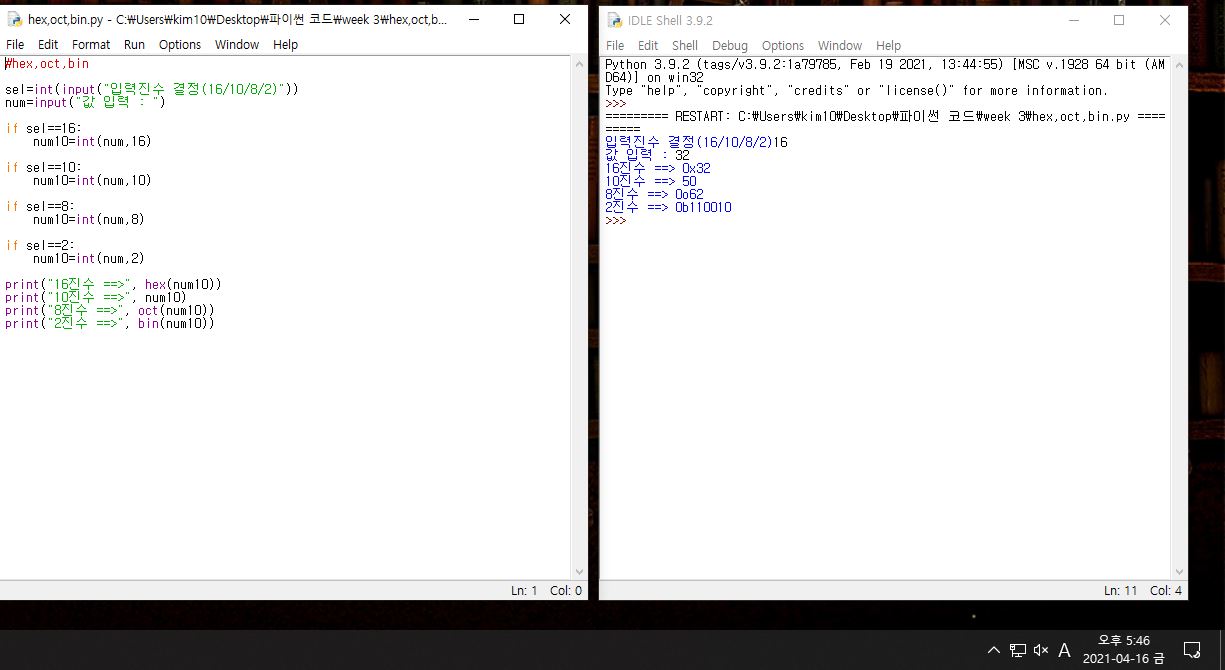 hex,oct,bin.py - C:₩Users₩kim10₩Desktop₩파이썬 코드₩week 3₩hex,oct,b...
File Edit Format Run Options Window Help
#hex,oct,bin
sel=int(input("입력진수 결정(16/10/8/2)"))
num=input("값 입력 : ")
if sel==16:
num10=int(num,16)
if sel==10:
num10=int(num,10)
if sel==8:
num10=int(num,8)
if sel==2:
num10=int(num,2)
print("16진수 ==>", hex(num10))
print("10진수 ==>", num10)
print("8진수 ==>", oct(num10))
print("2진수 ==>", bin(num10))
Ln: 1 Col: 0
IDLE Shell 3.9.2
File Edit Shell Debug Options Window Help
Python 3.9.2 (tags/v3.9.2:1a79785, Feb 19 2021, 13:44:55) [MSC v.1928 64 bit (AM
D64)] on win32
Type "help", "copyright", "credits" or "license()" for more information.
>>>
========= RESTART: C:₩Users₩kim10₩Desktop₩파이썬 코드₩week 3₩hex,oct,bin.py ====
=====
입력진수 결정(16/10/8/2)16
값 입력 : 32
16진수 ==> 0x32
10진수 ==> 50
8진수 ==> 0o62
2진수 ==> 0b110010
>>>
Ln: 11 Col: 4
A
오후 5:46
2021-04-16 금